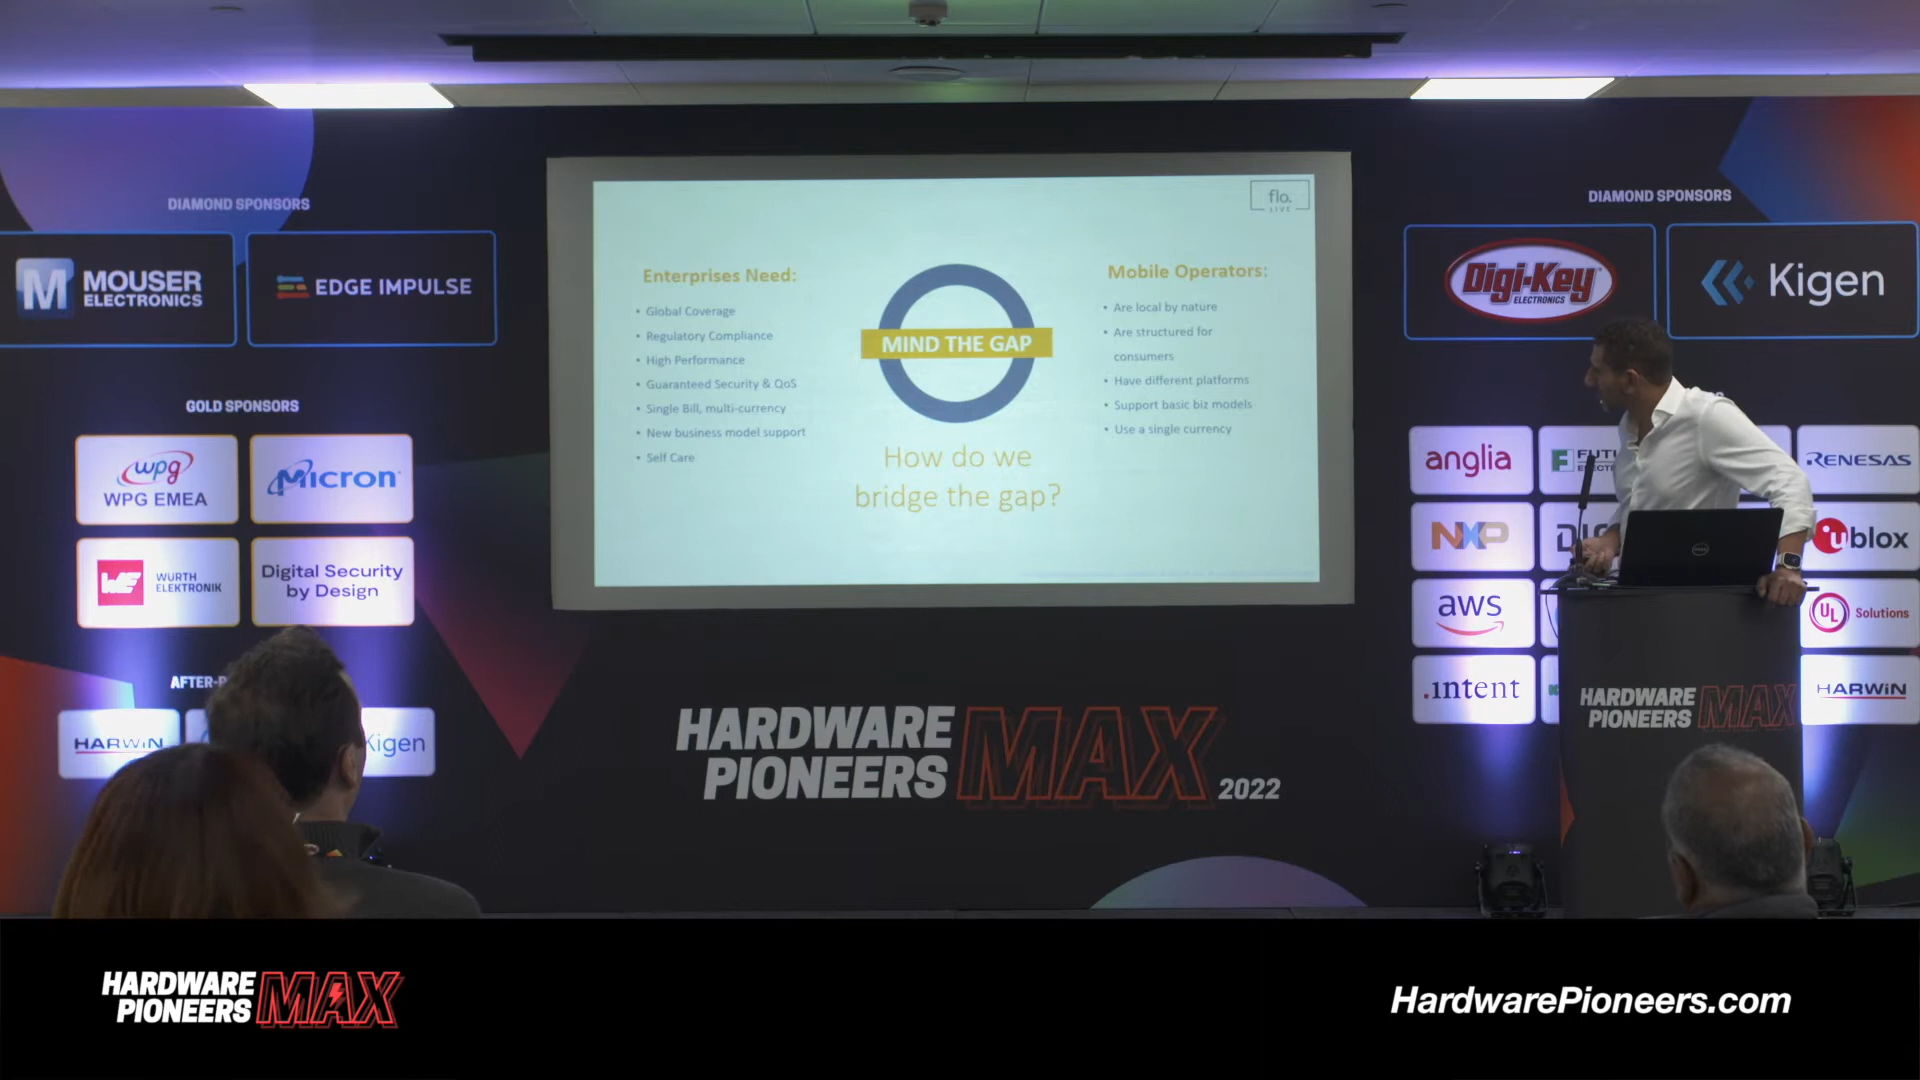 DIAMOND SPONSORS
MOUSER
ELECTRONICS
EDGE IMPULSE
GOLD SPONSORS
wpg
WPG EMEA
Micron
WE
WURTH
ELEKTRONIK
Digital Security
by Design
AFTER-P
HARWIN
Kigen
flo.
LIVE
Enterprises Need:
• Global Coverage
• Regulatory Compliance
• High Performance
• Guaranteed Security & QoS
• Single Bill, multi-currency
• New business model support
• Self Care
MIND THE GAP
How do we
bridge the gap?
Mobile Operators:
• Are local by nature
• Are structured for
consumers
• Have different platforms
• Support basic biz models
• Use a single currency
HARDWARE
PIONEERS MAX 2022
DIAMOND SPONSORS
Digi-Key
ELECTRONICS
Kigen
anglia
RENESAS
NXP
ublox
aws
UL Solutions
.intent
HARWIN
DELL
HARDWARE
PIONEERS MAX
HARDWARE
PIONEERS MAX
HardwarePioneers.com